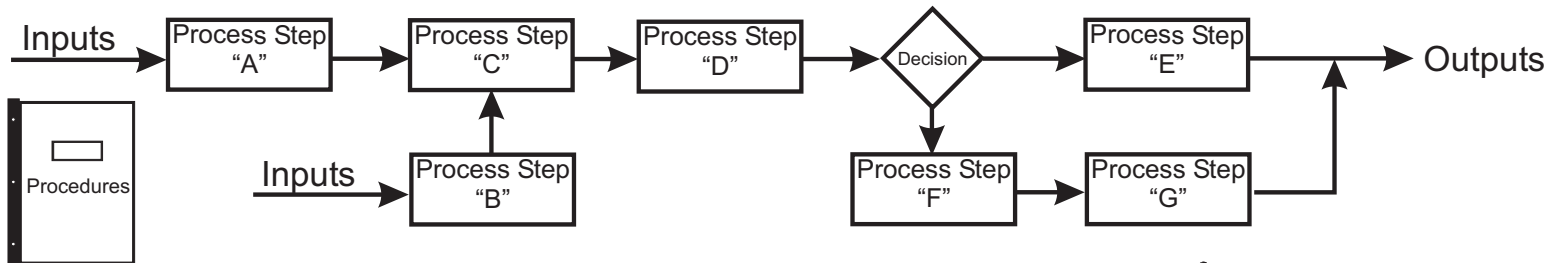 Inputs
Process Step
“A”
Process Step
“C”
Process Step
“D”
Decision
Process Step
“E”
Outputs
Procedures
Inputs
Process Step
“B”
Process Step
“F”
Process Step
“G”